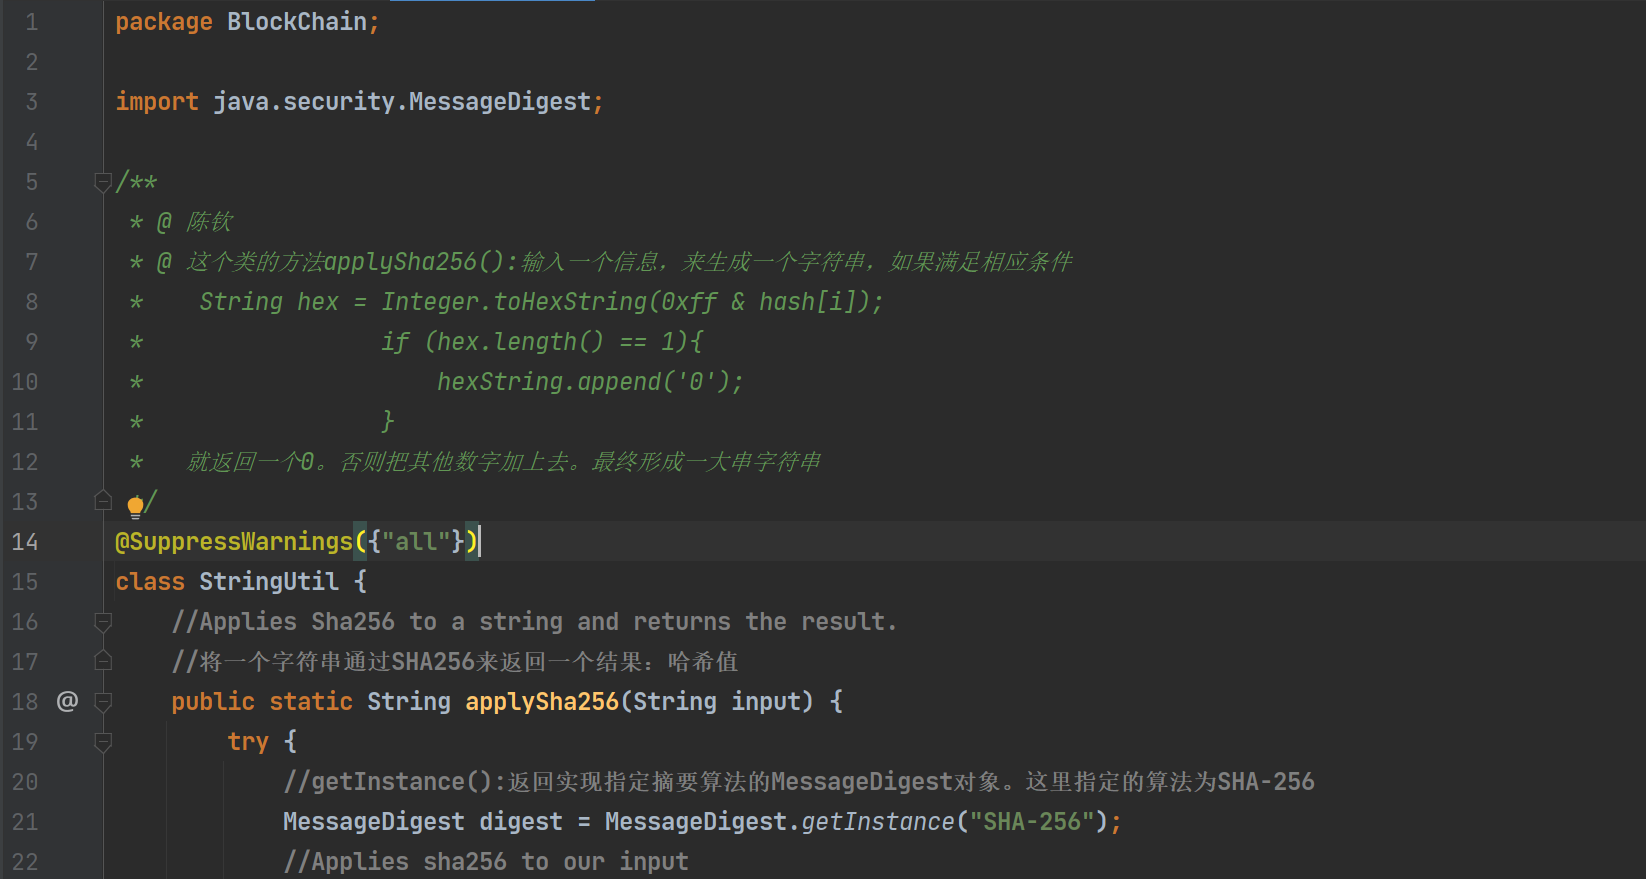 1 package BlockChain;
2
3 import java.security.MessageDigest;
4
5 /**
6 * @ 陈钦
7 * @ 这个类的方法applySha256():输入一个信息，来生成一个字符串，如果满足相应条件
8 * String hex = Integer.toHexString(0xff & hash[i]);
9 * if (hex.length() == 1){
10 * hexString.append('0');
11 * }
12 * 就返回一个0。否则把其他数字加上去。最终形成一大串字符串
13 /
14 @SuppressWarnings({"all"})
15 class StringUtil {
16 //Applies Sha256 to a string and returns the result.
17 //将一个字符串通过SHA256来返回一个结果：哈希值
18 @ public static String applySha256(String input) {
19 try {
20 //getInstance():返回实现指定摘要算法的MessageDigest对象。这里指定的算法为SHA-256
21 MessageDigest digest = MessageDigest.getInstance("SHA-256");
22 //Applies sha256 to our input